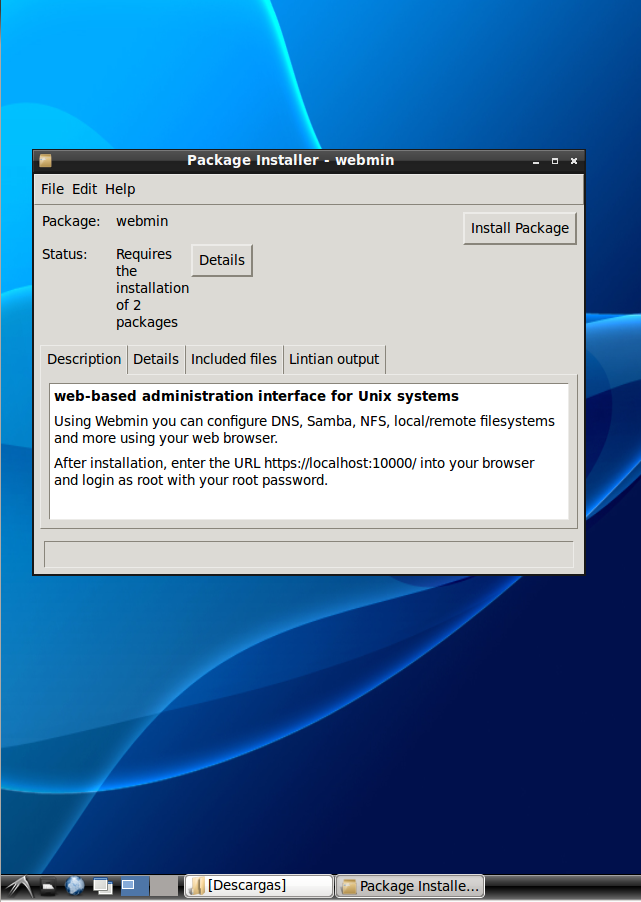 Package Installer - webmin
File Edit Help
Package: webmin
Install Package
Status: Requires
the
installation
of 2
packages
Details
Description Details Included files Lintian output
web-based administration interface for Unix systems
Using Webmin you can configure DNS, Samba, NFS, local/remote filesystems
and more using your web browser.
After installation, enter the URL https://localhost:10000/ into your browser
and login as root with your root password.
[Descargas] Package Installe...